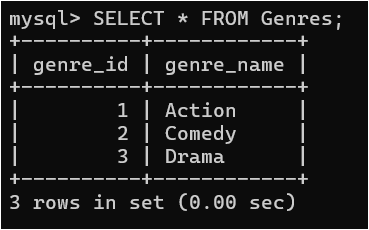 mysql> SELECT * FROM Genres;
+----------+------------+
| genre_id | genre_name |
+----------+------------+
|        1 | Action     |
|        2 | Comedy     |
|        3 | Drama      |
+----------+------------+
3 rows in set (0.00 sec)